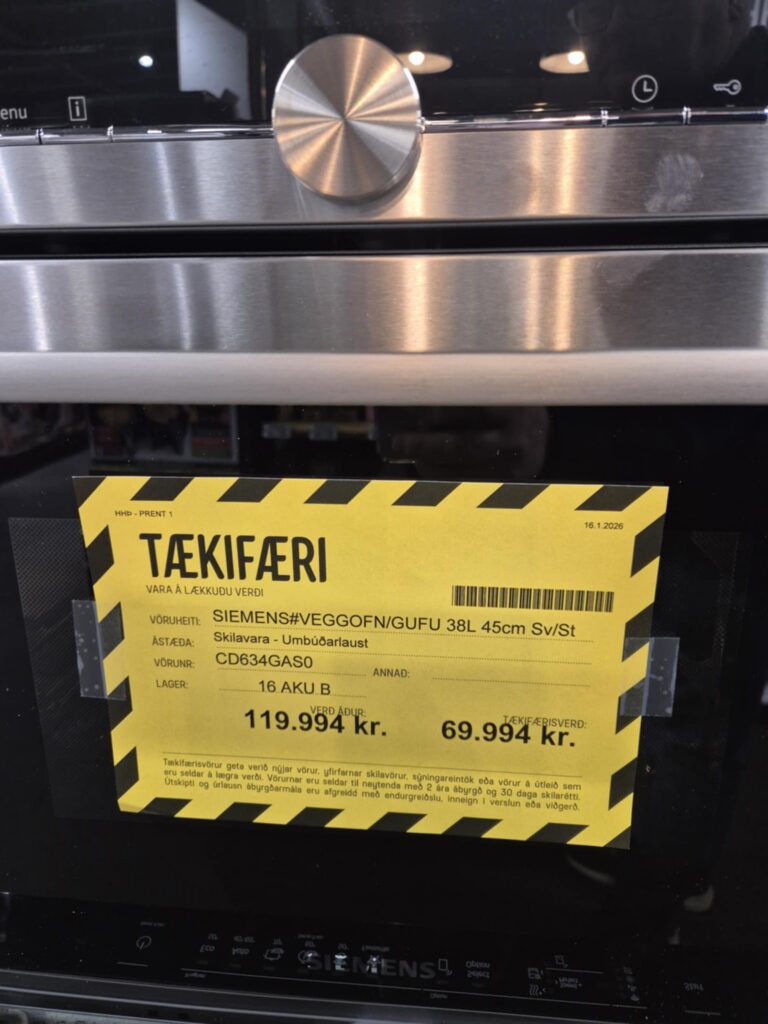 enu
i
HHÞ - PRENT 1
16.1.2026
TÆKIFÆRI
VARA Á LÆKKUÐU VERÐI
VÖRUHEITI: SIEMENS#VEGGOFN/GUFU 38L 45cm Sv/St
ÁSTÆÐA: Skilavara - Umbúðarlaust
VÖRUNR: CD634GAS0 ANNAÐ:
LAGER: 16 AKU B
VERÐ ÁÐUR: TÆKIFÆRISVERÐ:
119.994 kr. 69.994 kr.
Tækifærisvörur geta verið nýjar vörur, yfirfarnar skilavörur, sýningareintök eða vörur á útleið sem
eru seldar á lægra verði. Vörurnar eru seldar til neytenda með 2 ára ábyrgð og 30 daga skilarétti.
Útskipti og úrlausn ábyrgðarmála eru afgreidd með endurgreiðslu, inneign í verslun eða viðgerð.
SIEMENS